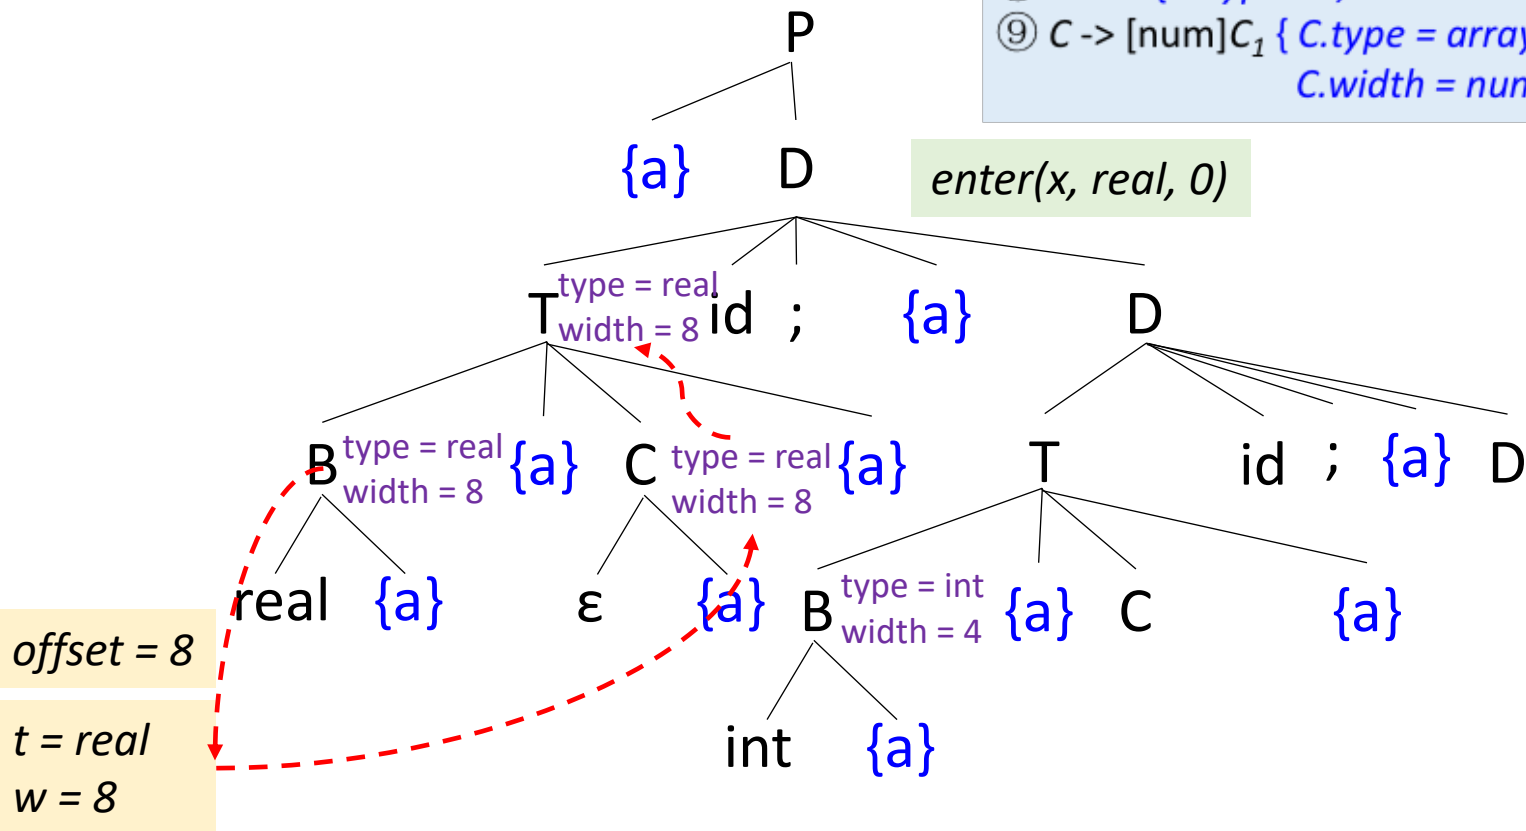 P
⑨ C -> [num]C₁ { C.type = array
C.width = num
{a} D
enter(x, real, 0)
T type = real
width = 8
id ; {a} D
B type = real
width = 8
{a} C type = real
width = 8
{a} T id ; {a} D
real {a} ε {a} B type = int
width = 4
{a} C {a}
offset = 8
t = real
w = 8
int {a}